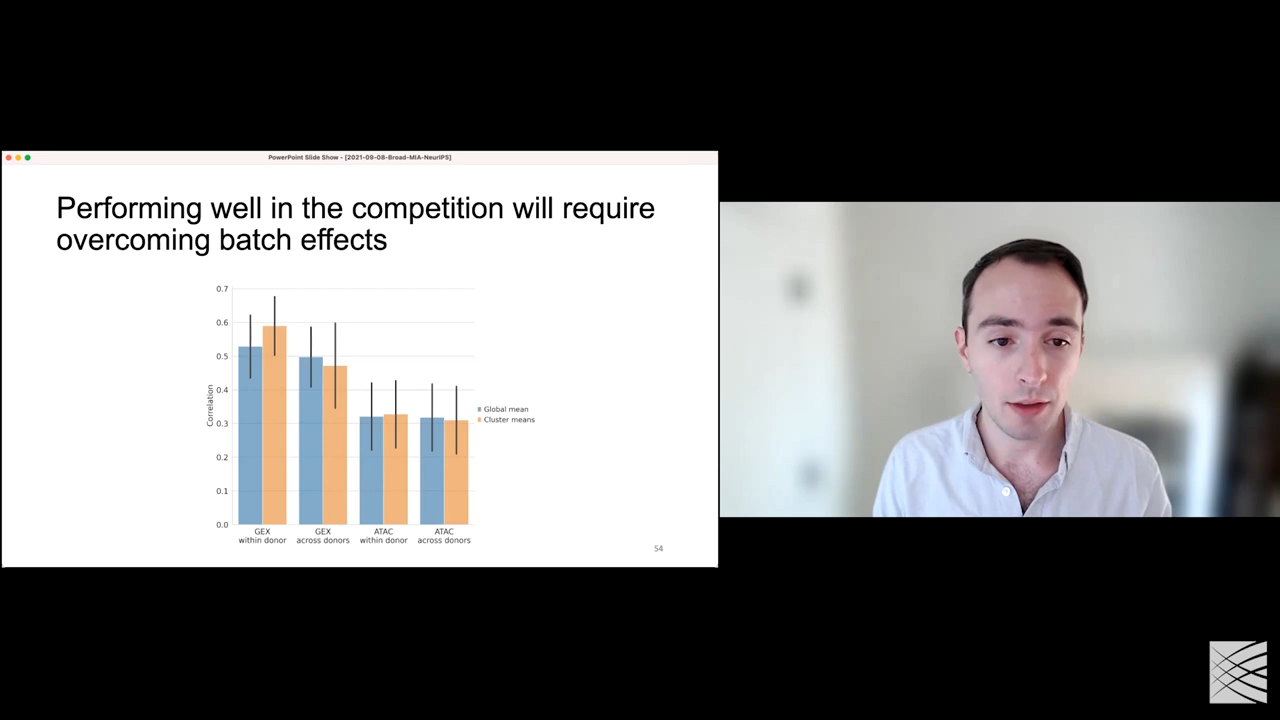 PowerPoint Slide Show - [2021-09-08-Broad-MIA-NeurIPS]
Performing well in the competition will require
overcoming batch effects
0.7
0.6
0.5
0.4
0.3
0.2
0.1
0.0
Correlation
Global mean
Cluster means
GEX
within donor
GEX
across donors
ATAC
within donor
ATAC
across donors
54